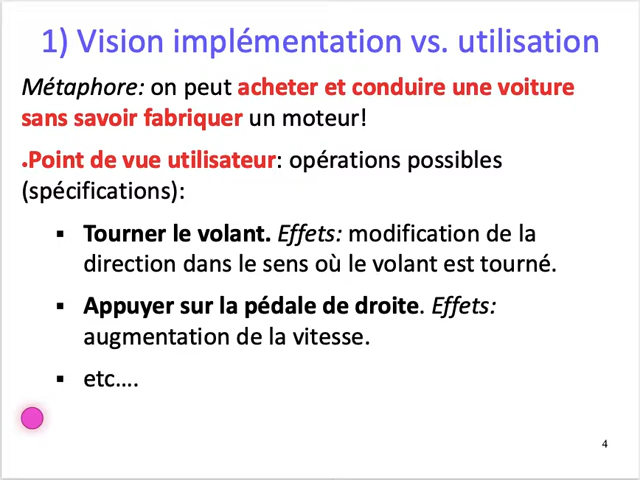 1) Vision implémentation vs. utilisation
Métaphore: on peut acheter et conduire une voiture
sans savoir fabriquer un moteur!
•Point de vue utilisateur: opérations possibles
(spécifications):
▪ Tourner le volant. Effets: modification de la
direction dans le sens où le volant est tourné.
▪ Appuyer sur la pédale de droite. Effets:
augmentation de la vitesse.
▪ etc….
4